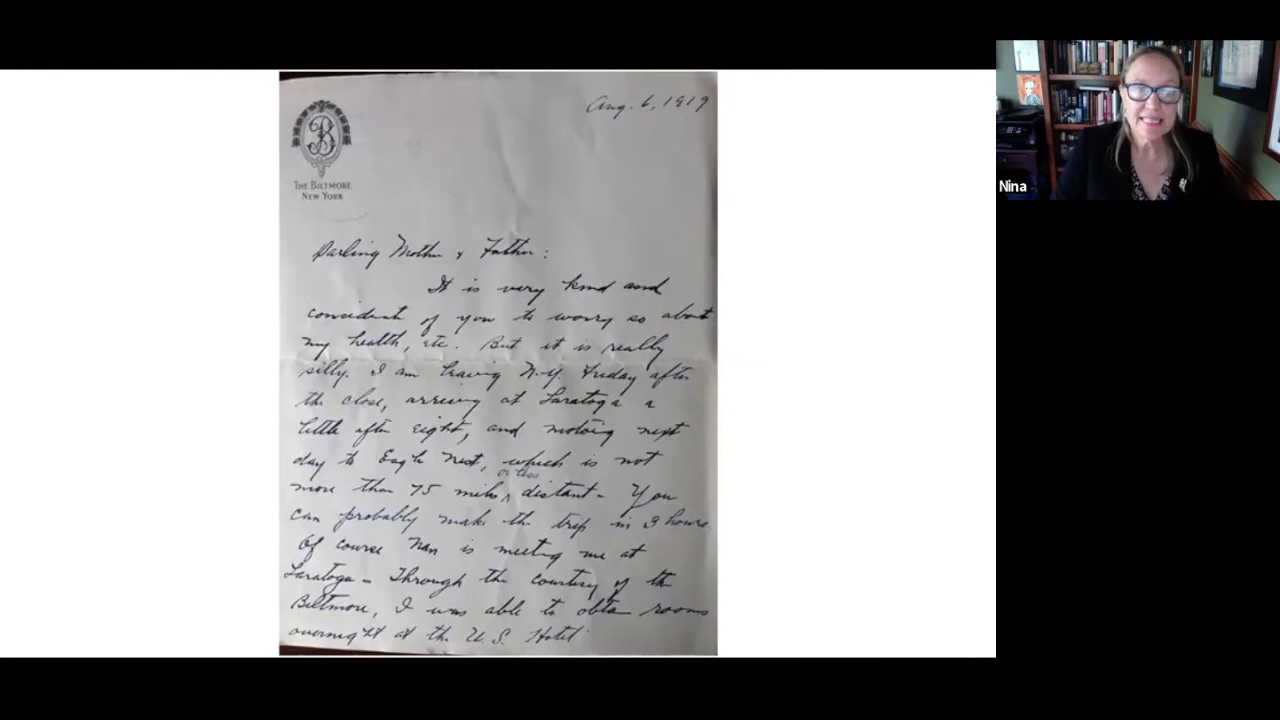 Aug. 6, 1919
B
THE BILTMORE
NEW YORK
Darling Mother & Father:
It is very kind and
considerate of you to worry so about
my health, etc. But it is really
silly. I am leaving N.Y. Friday after
the close, arriving at Saratoga a
little after eight, and motoring next
day to Eagle Nest, which is not
or less
more than 75 miles distant - You
can probably make the trip in 3 hours.
Of course Nan is meeting me at
Saratoga - Through the courtesy of the
Biltmore, I was able to obtain rooms
overnight at the U.S. Hotel
Nina